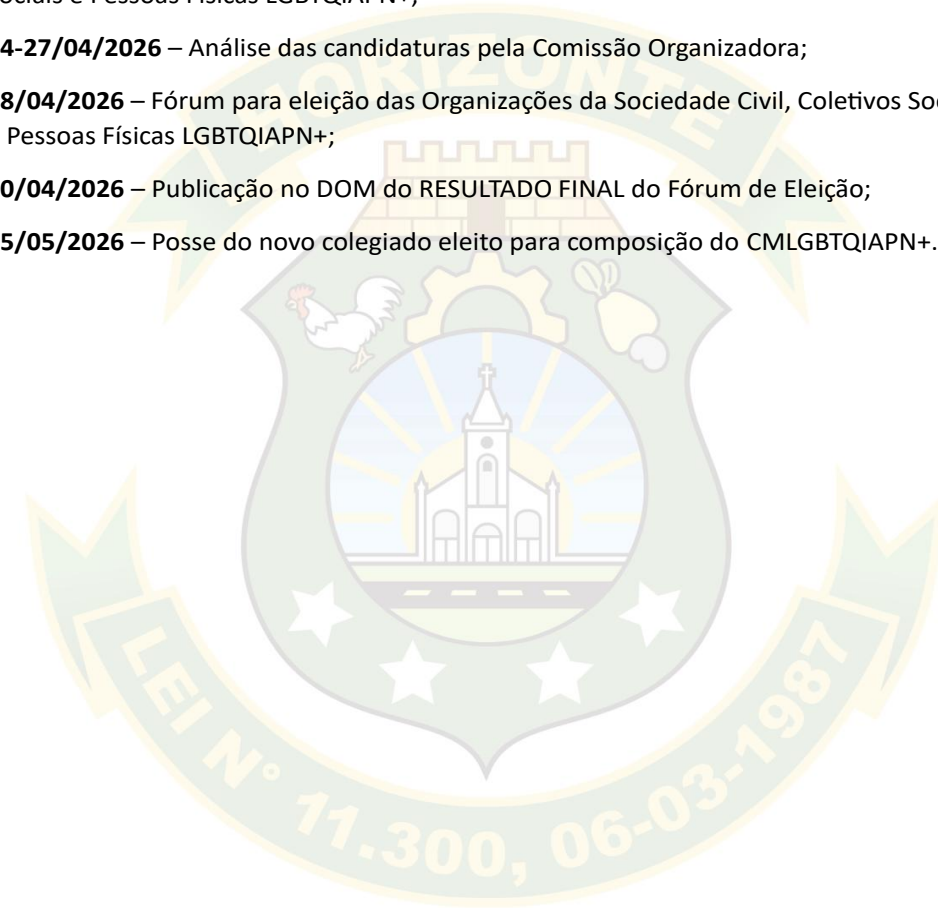 ociais e Pessoas Físicas LGBTQIAPN+;
4-27/04/2026 – Análise das candidaturas pela Comissão Organizadora;
8/04/2026 – Fórum para eleição das Organizações da Sociedade Civil, Coletivos Soc
Pessoas Físicas LGBTQIAPN+;
0/04/2026 – Publicação no DOM do RESULTADO FINAL do Fórum de Eleição;
5/05/2026 – Posse do novo colegiado eleito para composição do CMLGBTQIAPN+.
HORIZONTE
LEI Nº 11.300, 06-03-1987